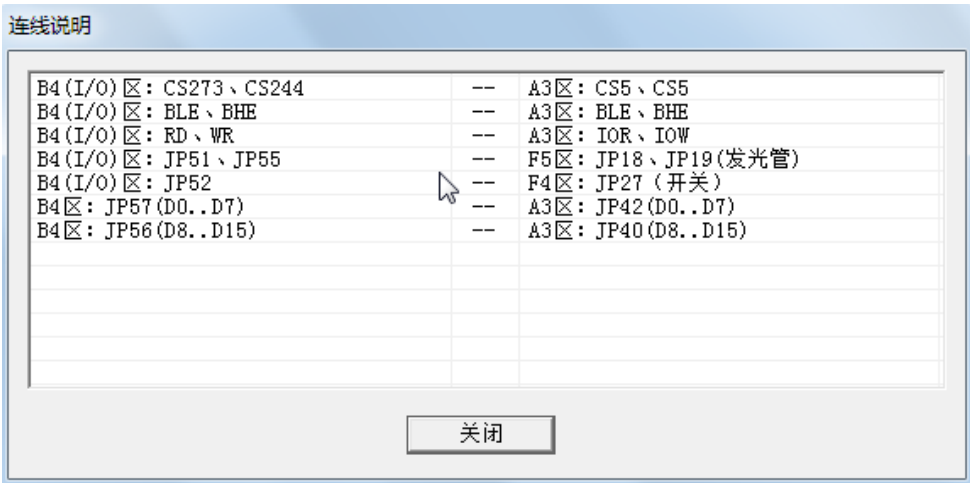 连线说明
B4(I/O)区: CS273、CS244 -- A3区: CS5、CS5
B4(I/O)区: BLE、BHE -- A3区: BLE、BHE
B4(I/O)区: RD、WR -- A3区: IOR、IOW
B4(I/O)区: JP51、JP55 -- F5区: JP18、JP19(发光管)
B4(I/O)区: JP52 -- F4区: JP27(开关)
B4区: JP57(D0..D7) -- A3区: JP42(D0..D7)
B4区: JP56(D8..D15) -- A3区: JP40(D8..D15)
关闭